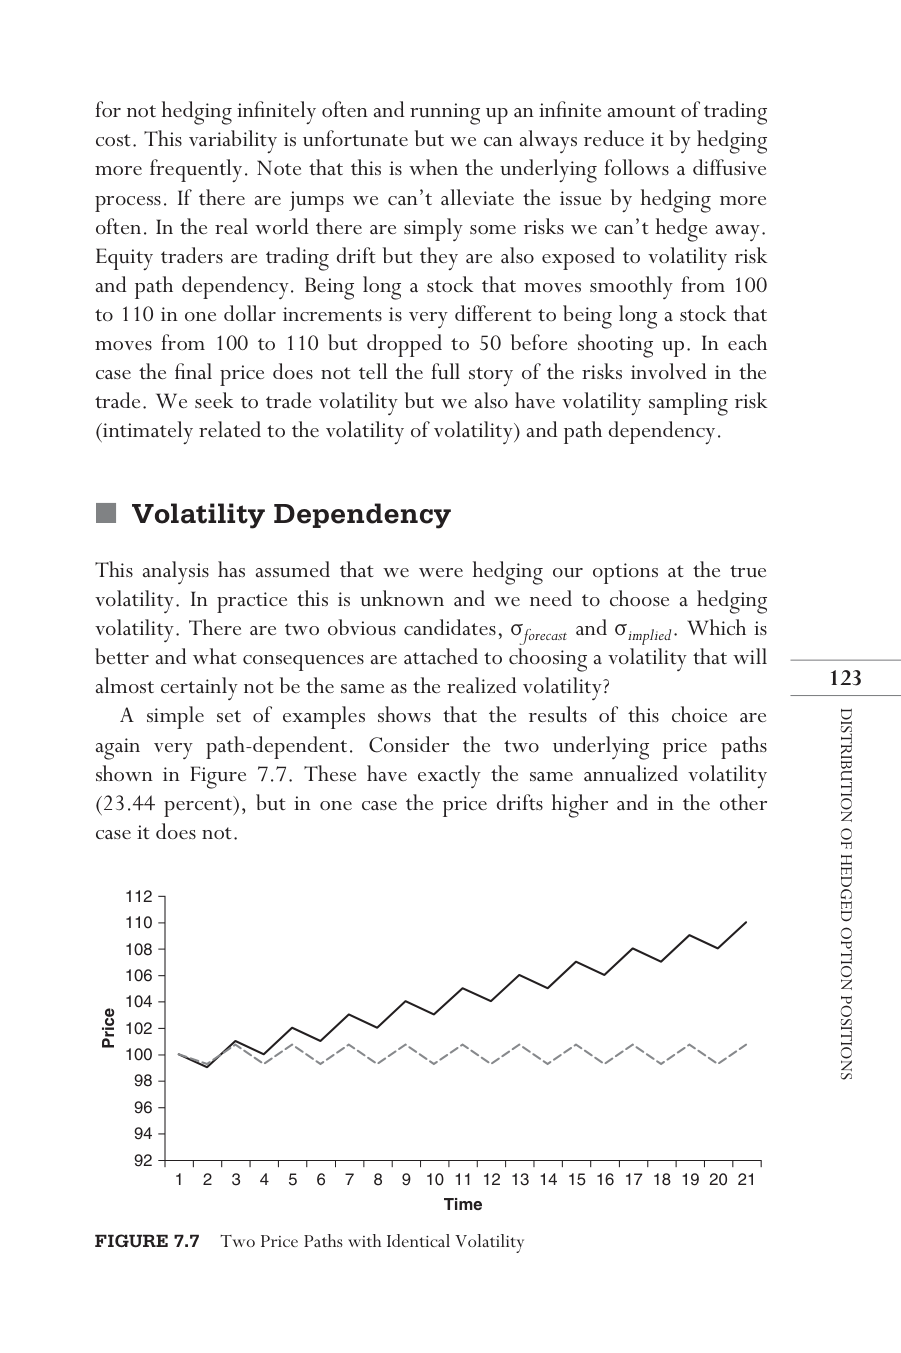 for not hedging infinitely often and running up an infinite amount of trading
cost. This variability is unfortunate but we can always reduce it by hedging
more frequently. Note that this is when the underlying follows a diffusive
process. If there are jumps we can’t alleviate the issue by hedging more
often. In the real world there are simply some risks we can’t hedge away.
Equity traders are trading drift but they are also exposed to volatility risk
and path dependency. Being long a stock that moves smoothly from 100
to 110 in one dollar increments is very different to being long a stock that
moves from 100 to 110 but dropped to 50 before shooting up. In each
case the final price does not tell the full story of the risks involved in the
trade. We seek to trade volatility but we also have volatility sampling risk
(intimately related to the volatility of volatility) and path dependency.
Volatility Dependency
This analysis has assumed that we were hedging our options at the true
volatility. In practice this is unknown and we need to choose a hedging
volatility. There are two obvious candidates, σforecast and σimplied. Which is
better and what consequences are attached to choosing a volatility that will
almost certainly not be the same as the realized volatility?
A simple set of examples shows that the results of this choice are
again very path-dependent. Consider the two underlying price paths
shown in Figure 7.7. These have exactly the same annualized volatility
(23.44 percent), but in one case the price drifts higher and in the other
case it does not.
123
DISTRIBUTION OF HEDGED OPTION POSITIONS
112
110
108
106
104
102
100
98
96
94
92
Price
1 2 3 4 5 6 7 8 9 10 11 12 13 14 15 16 17 18 19 20 21
Time
FIGURE 7.7 Two Price Paths with Identical Volatility